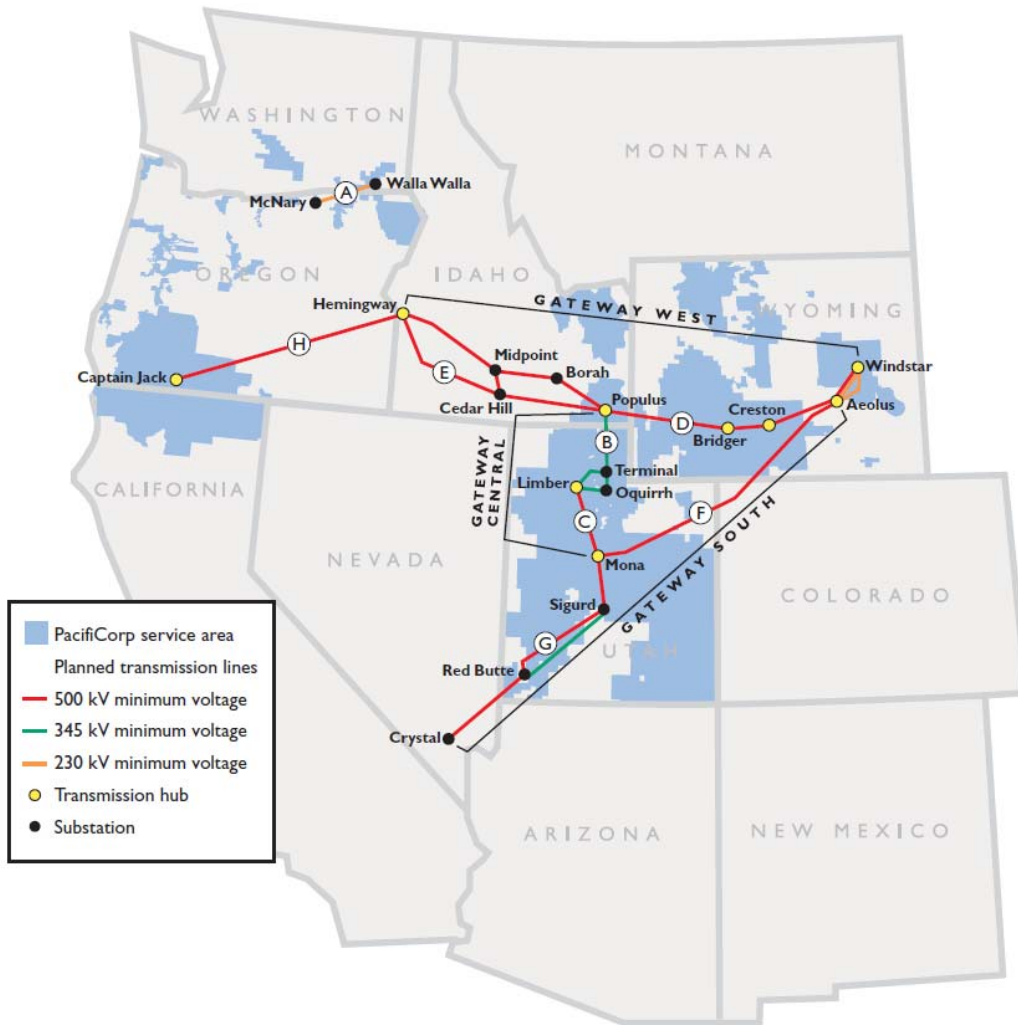 WASHINGTON
MONTANA
Walla Walla
A
McNary
OREGON
IDAHO
Hemingway
GATEWAY WEST
WYOMING
H
Midpoint
Windstar
E
Borah
Captain Jack
Populus
Creston
Aeolus
Cedar Hill
D
Bridger
B
CALIFORNIA
GATEWAY
CENTRAL
Terminal
Limber
Oquirrh
C
F
NEVADA
Mona
GATEWAY SOUTH
COLORADO
Sigurd
G
UTAH
Red Butte
Crystal
ARIZONA
NEW MEXICO
PacifiCorp service area
Planned transmission lines
500 kV minimum voltage
345 kV minimum voltage
230 kV minimum voltage
Transmission hub
Substation